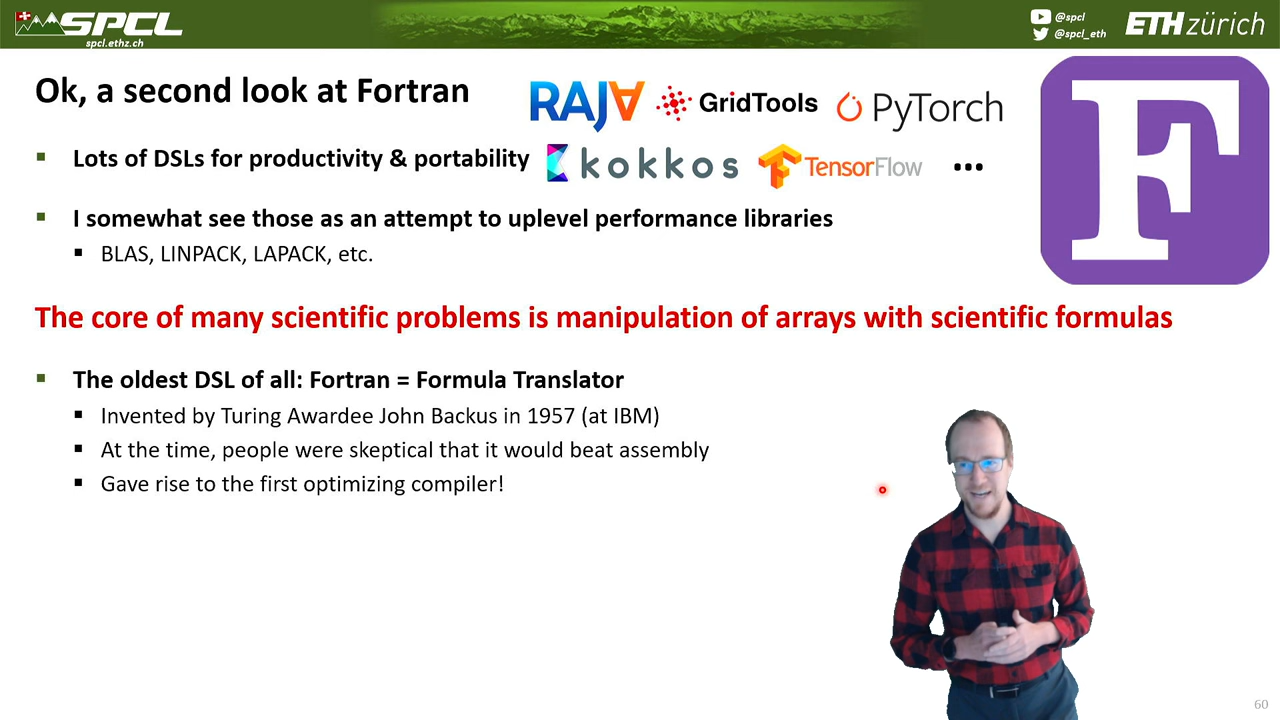 SPCL
spcl.ethz.ch
@spcl
@spcl_eth
ETH zürich
Ok, a second look at Fortran
RAJA
GridTools
PyTorch
F
Lots of DSLs for productivity & portability
kokkos
TensorFlow
...
I somewhat see those as an attempt to uplevel performance libraries
BLAS, LINPACK, LAPACK, etc.
The core of many scientific problems is manipulation of arrays with scientific formulas
The oldest DSL of all: Fortran = Formula Translator
Invented by Turing Awardee John Backus in 1957 (at IBM)
At the time, people were skeptical that it would beat assembly
Gave rise to the first optimizing compiler!
60